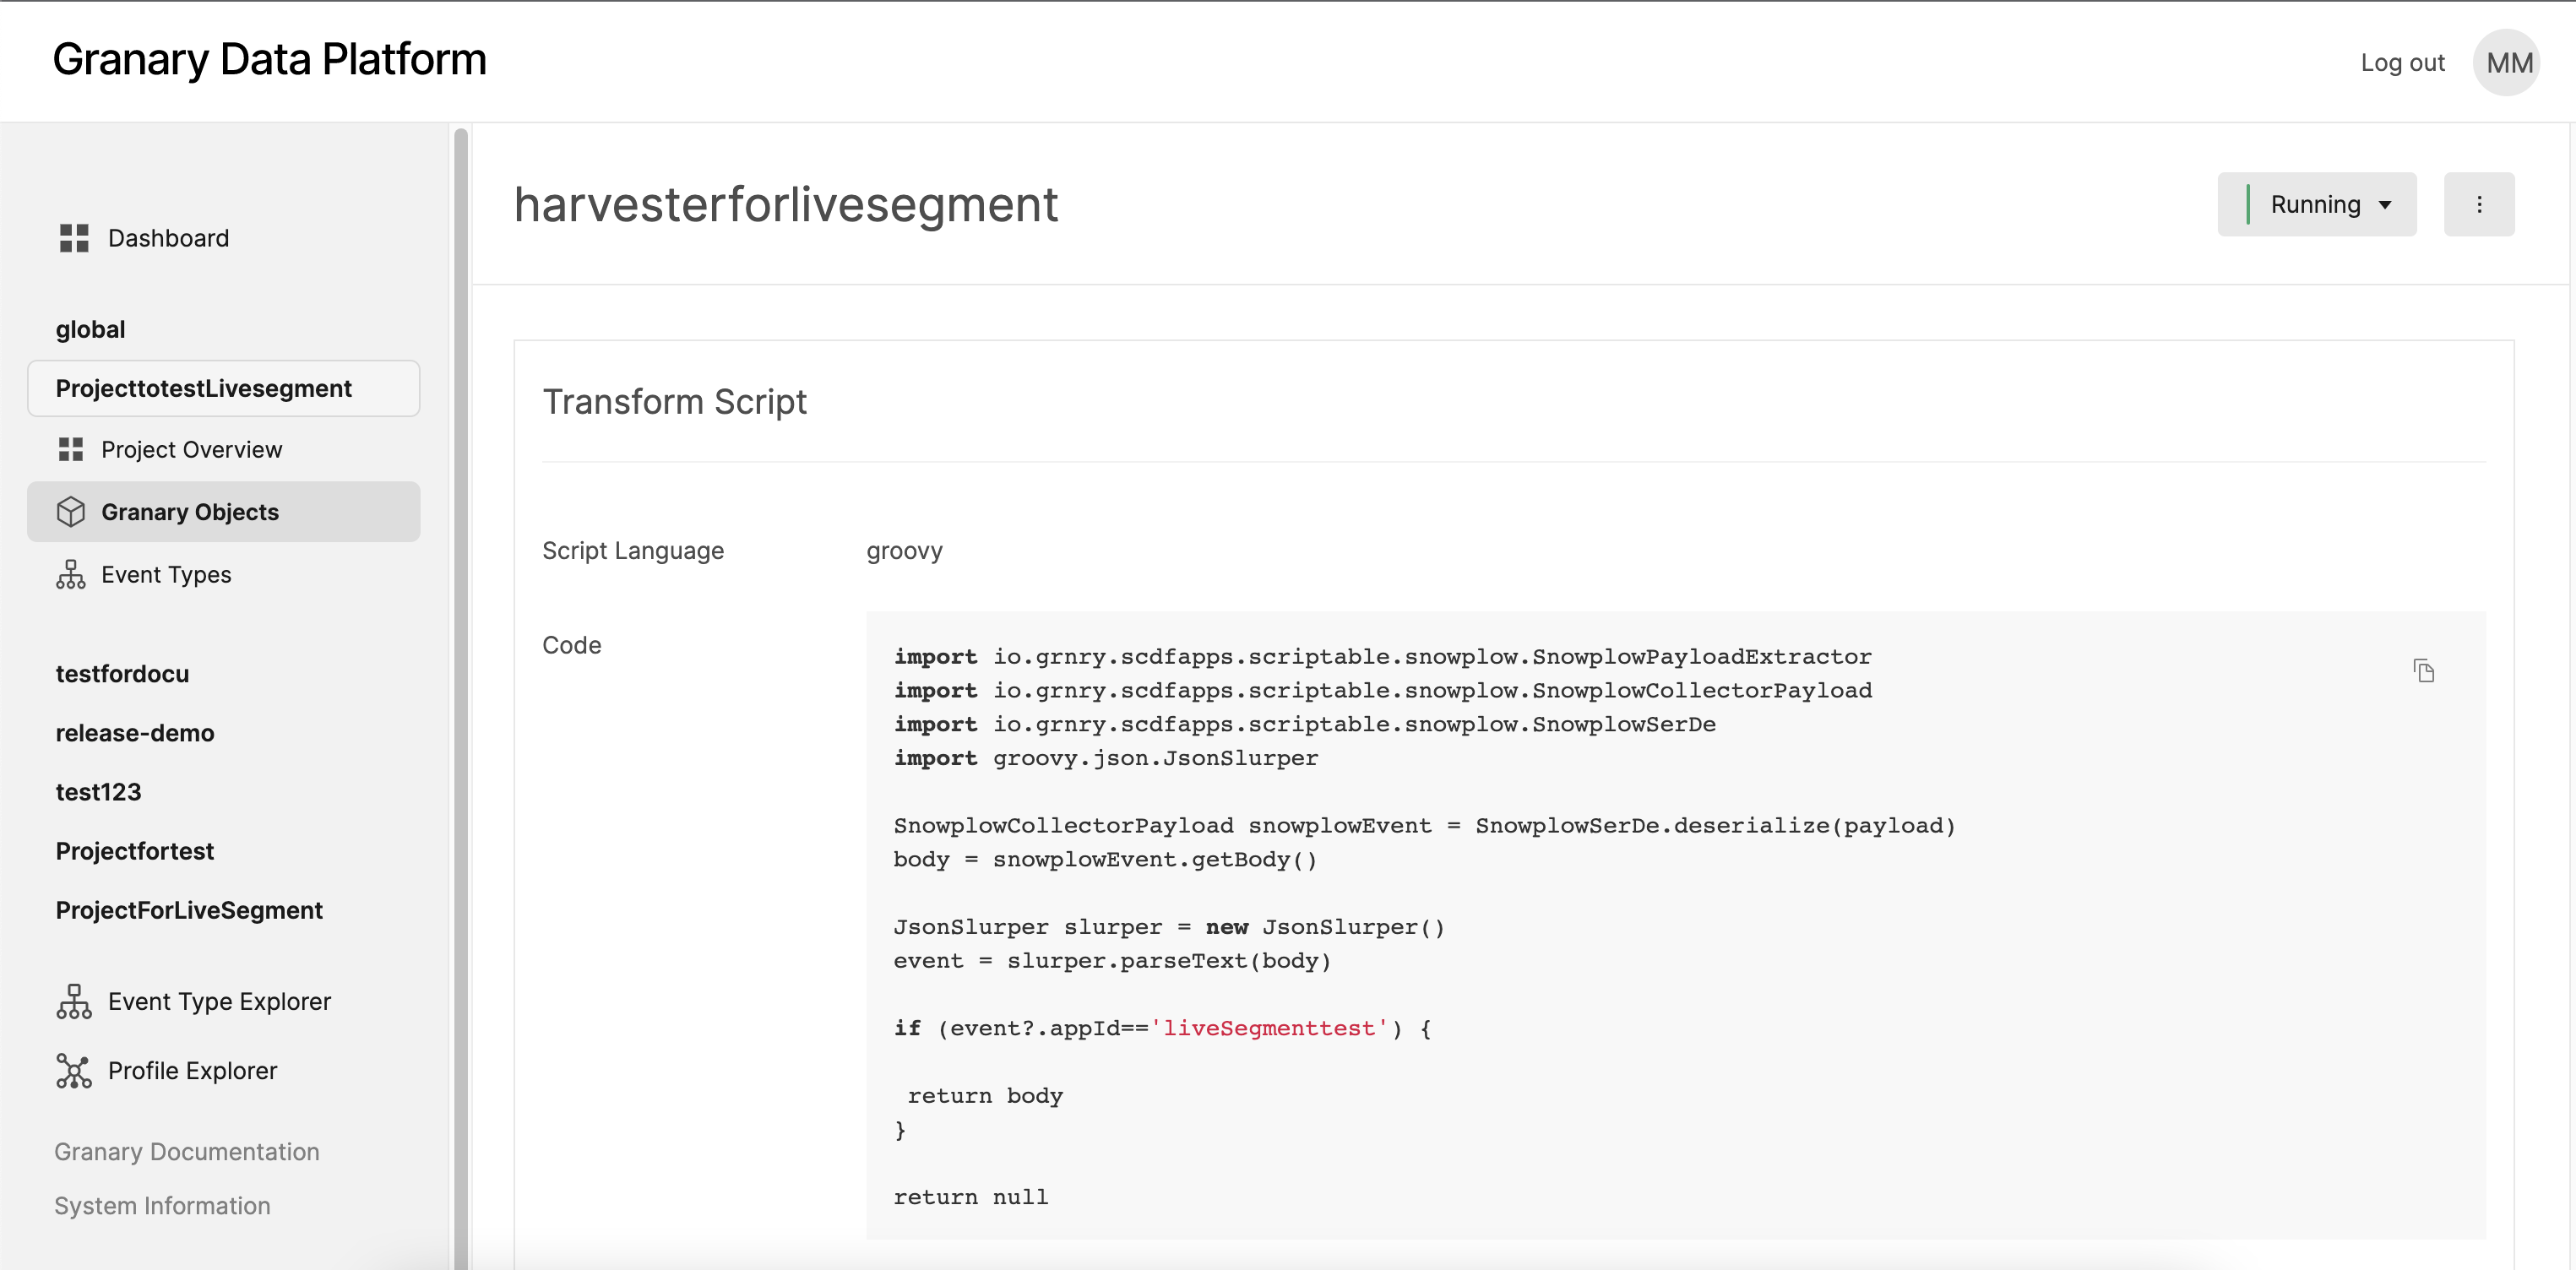 Granary Data Platform
Log out
MM
Dashboard
global
ProjecttotestLivesegment
Project Overview
Granary Objects
Event Types
testfordocu
release-demo
test123
Projectfortest
ProjectForLiveSegment
Event Type Explorer
Profile Explorer
Granary Documentation
System Information
harvesterforlivesegment
Running
Transform Script
Script Language
groovy
Code
import io.grnry.scdfapps.scriptable.snowplow.SnowplowPayloadExtractor
import io.grnry.scdfapps.scriptable.snowplow.SnowplowCollectorPayload
import io.grnry.scdfapps.scriptable.snowplow.SnowplowSerDe
import groovy.json.JsonSlurper
SnowplowCollectorPayload snowplowEvent = SnowplowSerDe.deserialize(payload)
body = snowplowEvent.getBody()
JsonSlurper slurper = new JsonSlurper()
event = slurper.parseText(body)
if (event?.appId=='liveSegmenttest') {
return body
}
return null